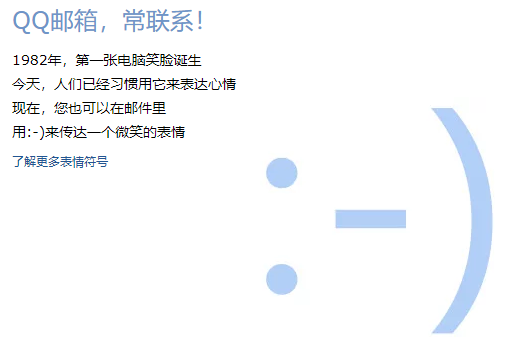 QQ邮箱，常联系！
1982年，第一张电脑笑脸诞生
今天，人们已经习惯用它来表达心情
现在，您也可以在邮件里
用:-)来传达一个微笑的表情
了解更多表情符号
:-)